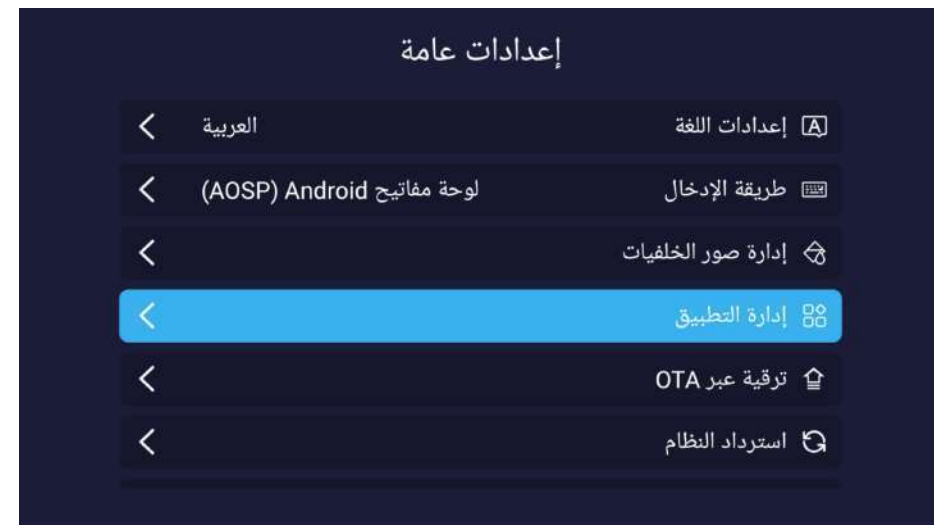 إعدادات عامة
إعدادات اللغة العربية
طريقة الإدخال لوحة مفاتيح Android (AOSP)
إدارة صور الخلفيات
إدارة التطبيق
ترقية عبر OTA
استرداد النظام